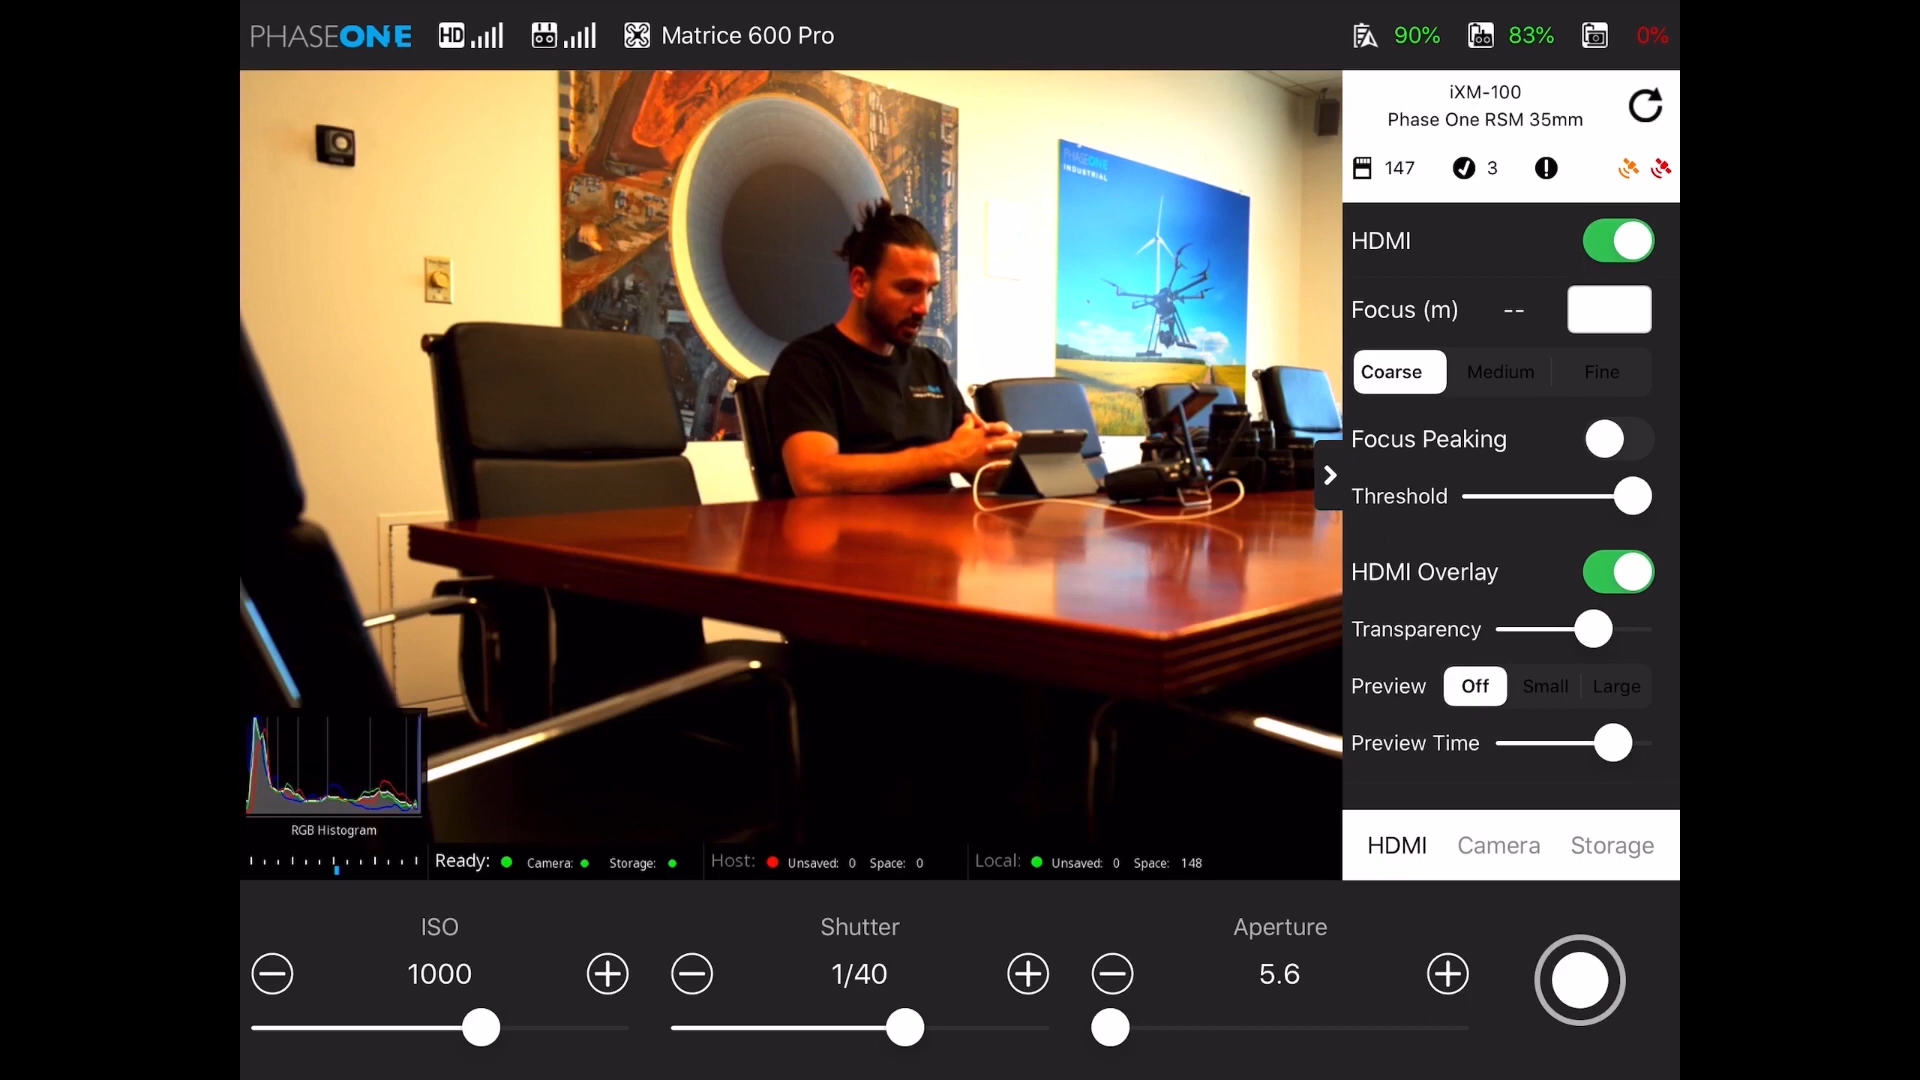 PHASEONE HD Matrice 600 Pro 90% 83% 0%
iXM-100
Phase One RSM 35mm
147 3
PHASEONE
INDUSTRIAL
HDMI
Focus (m) --
Coarse Medium Fine
Focus Peaking
Threshold
HDMI Overlay
Transparency
Preview Off Small Large
Preview Time
HDMI Camera Storage
RGB Histogram
Ready: Camera: Storage: Host: Unsaved: 0 Space: 0 Local: Unsaved: 0 Space: 148
ISO Shutter Aperture
1000 1/40 5.6